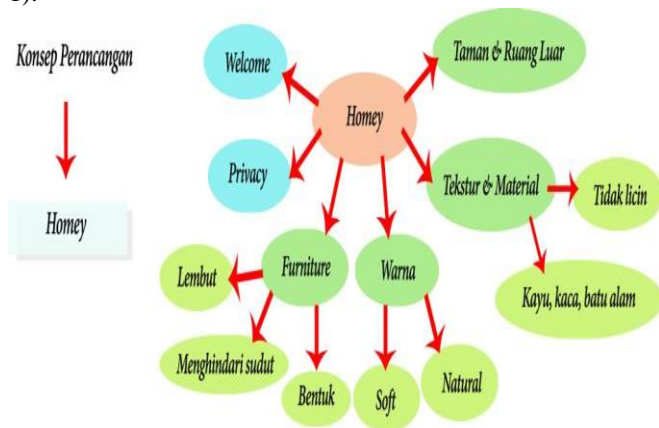 1).
Konsep Perancangan
Homey
Welcome
Taman & Ruang Luar
Homey
Privacy
Tekstur & Material
Tidak licin
Lembut
Furniture
Warna
Kayu, kaca, batu alam
Menghindari sudut
Bentuk
Soft
Natural